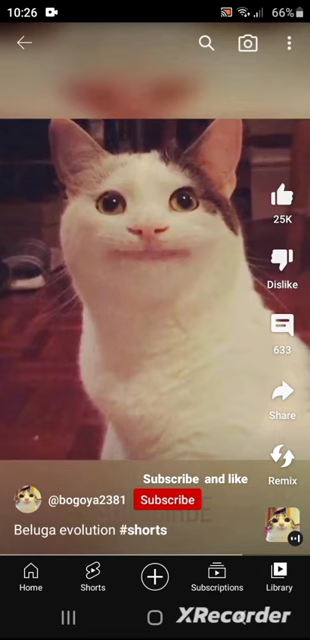 10:26
66%
25K
Dislike
633
Share
Remix
Subscribe and like
@bogoya2381
Subscribe
Beluga evolution #shorts
Home
Shorts
Subscriptions
Library
XRecorder